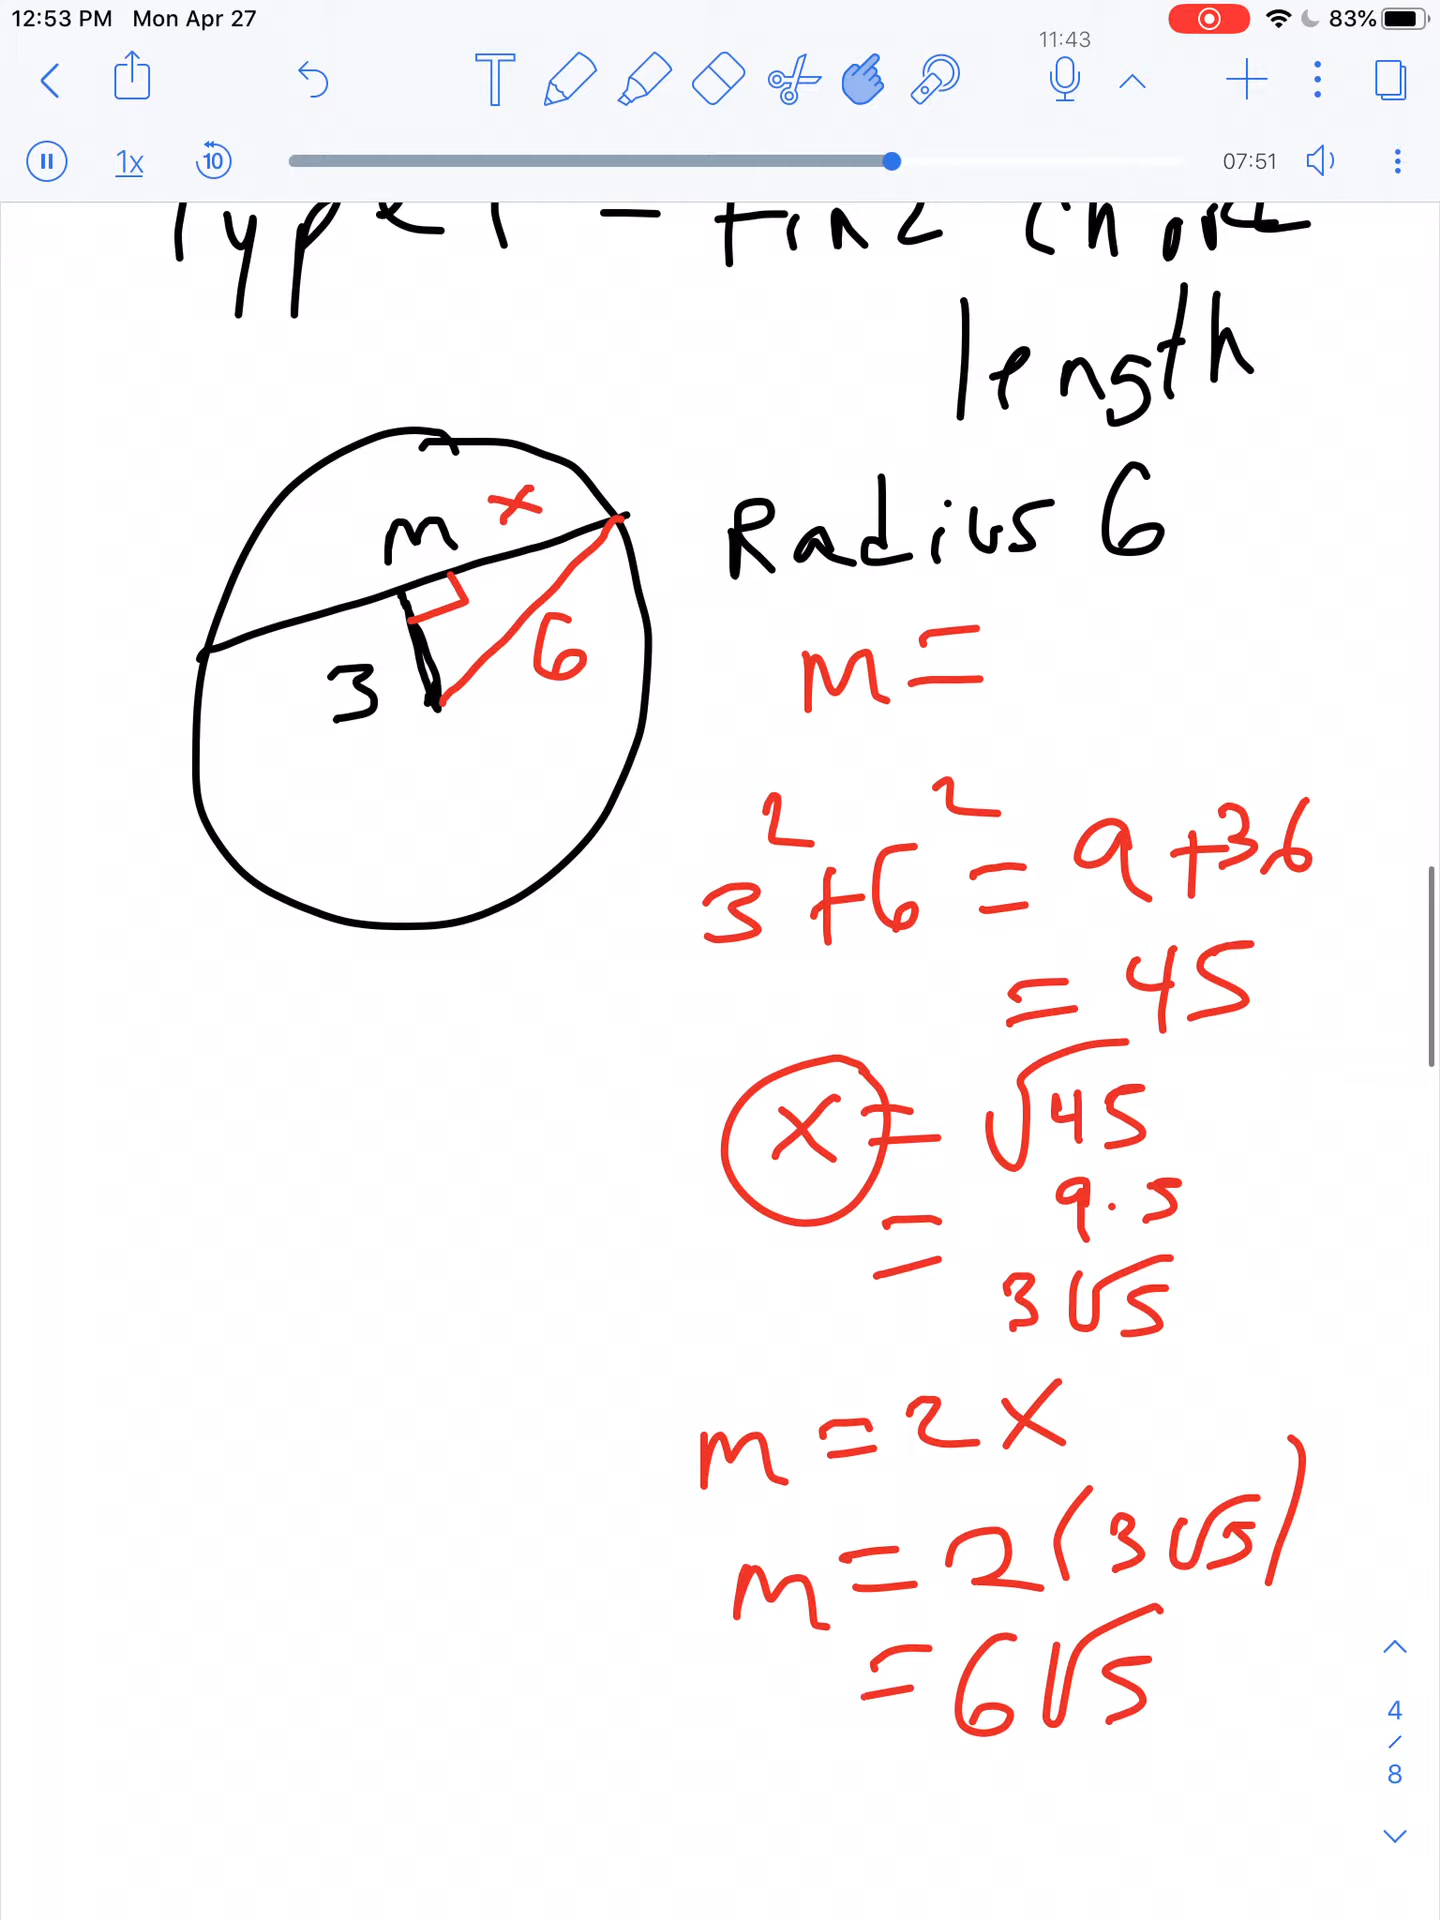 12:53 PM Mon Apr 27
83%
11:43
T
1x
10
07:51
Type 1 - Find Chord
length
Radius 6
m x
3 6
m =
3² + 6² = 9 + 36
= 45
x = √45
9 · 5
= 3√5
m = 2x
m = 2(3√5)
= 6√5
4
/
8